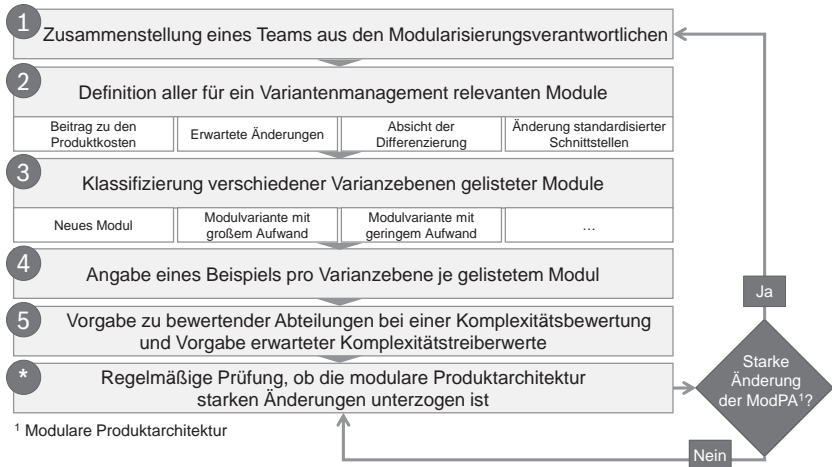 1
Zusammenstellung eines Teams aus den Modularisierungsverantwortlichen
2
Definition aller für ein Variantenmanagement relevanten Module
Beitrag zu den
Produktkosten
Erwartete Änderungen
Absicht der
Differenzierung
Änderung standardisierter
Schnittstellen
3
Klassifizierung verschiedener Varianzebenen gelisteter Module
Neues Modul
Modulvariante mit
großem Aufwand
Modulvariante mit
geringem Aufwand
...
4
Angabe eines Beispiels pro Varianzebene je gelistetem Modul
5
Vorgabe zu bewertender Abteilungen bei einer Komplexitätsbewertung
und Vorgabe erwarteter Komplexitätstreiberwerte
*
Regelmäßige Prüfung, ob die modulare Produktarchitektur
starken Änderungen unterzogen ist
Ja
Starke
Änderung
der ModPA¹?
Nein
¹ Modulare Produktarchitektur